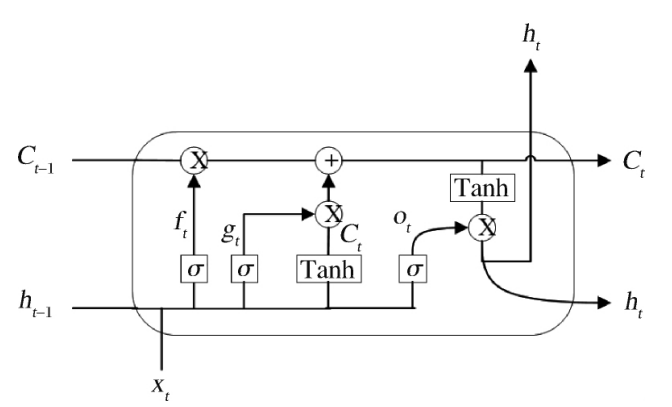 h_t
C_{t-1} X + C_t
Tanh
f_t g_t X C_t o_t X
σ σ Tanh σ
h_{t-1} h_t
x_t